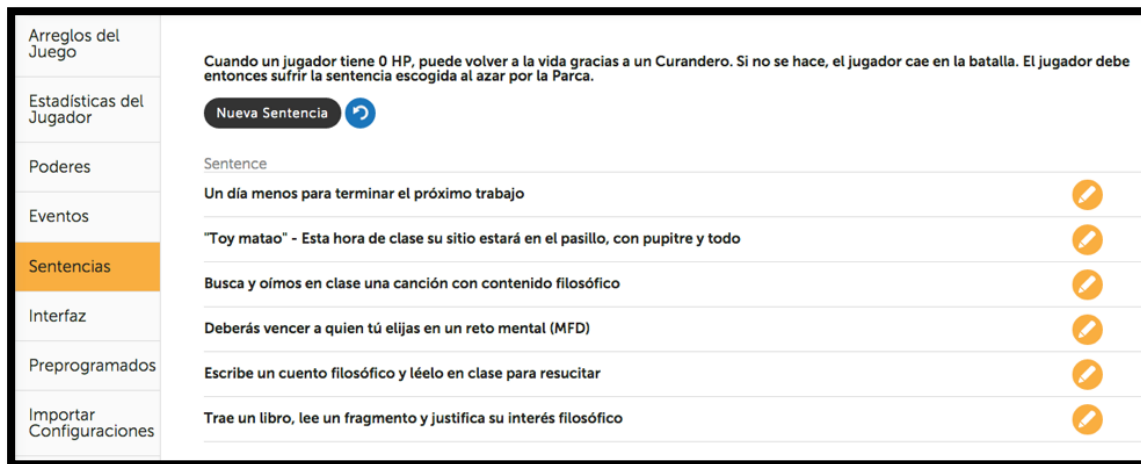 Arreglos del
Juego
Estadísticas del
Jugador
Poderes
Eventos
Sentencias
Interfaz
Preprogramados
Importar
Configuraciones
Cuando un jugador tiene 0 HP, puede volver a la vida gracias a un Curandero. Si no se hace, el jugador cae en la batalla. El jugador debe
entonces sufrir la sentencia escogida al azar por la Parca.
Nueva Sentencia
Sentence
Un día menos para terminar el próximo trabajo
"Toy matao" - Esta hora de clase su sitio estará en el pasillo, con pupitre y todo
Busca y oímos en clase una canción con contenido filosófico
Deberás vencer a quien tú elijas en un reto mental (MFD)
Escribe un cuento filosófico y léelo en clase para resucitar
Trae un libro, lee un fragmento y justifica su interés filosófico